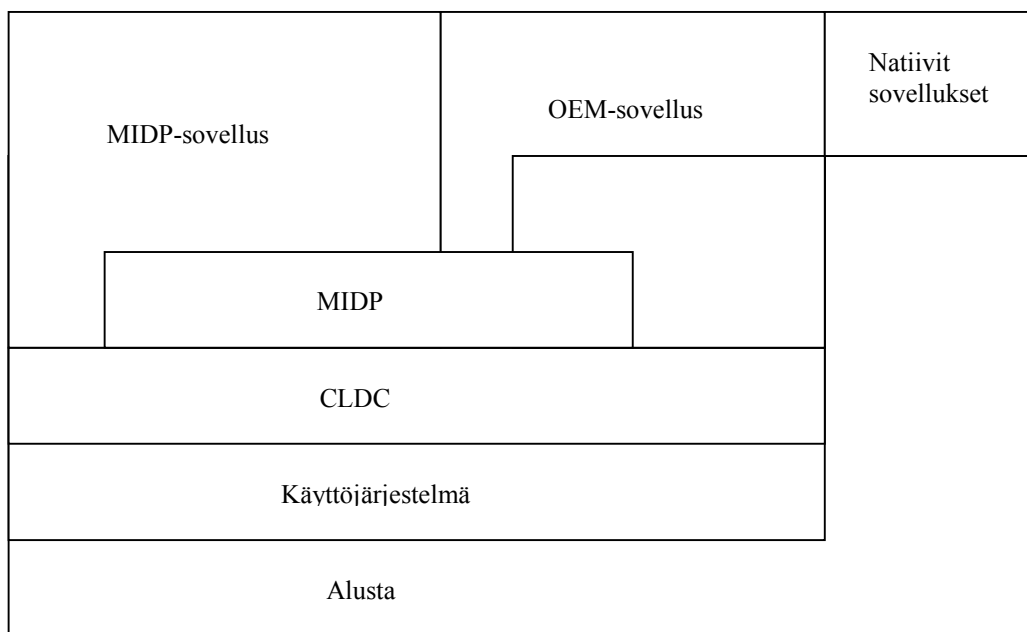 Natiivit
sovellukset
OEM-sovellus
MIDP-sovellus
MIDP
CLDC
Käyttöjärjestelmä
Alusta